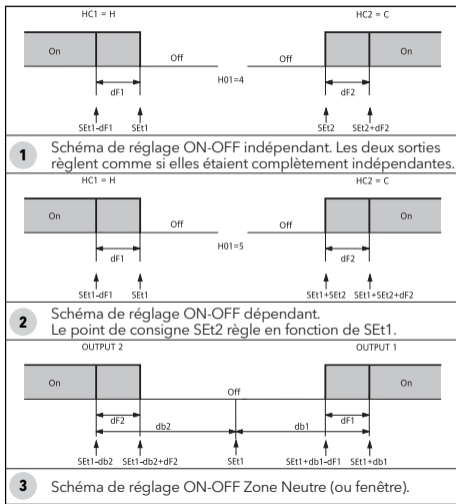 HC1 = H HC2 = C
On Off Off On
H01=4
dF1 dF2
SEt1-dF1 SEt1 SEt2 SEt2+dF2
1 Schéma de réglage ON-OFF indépendant. Les deux sorties
règlent comme si elles étaient complètement indépendantes.
HC1 = H HC2 = C
On Off Off On
H01=5
dF1 dF2
SEt1-dF1 SEt1 SEt1+SEt2 SEt1+SEt2+dF2
2 Schéma de réglage ON-OFF dépendant.
Le point de consigne SEt2 règle en fonction de SEt1.
OUTPUT 2 OUTPUT 1
On Off On
dF2 db2 db1 dF1
SEt1-db2 SEt1-db2+dF2 SEt1 SEt1+db1-dF1 SEt1+db1
3 Schéma de réglage ON-OFF Zone Neutre (ou fenêtre).